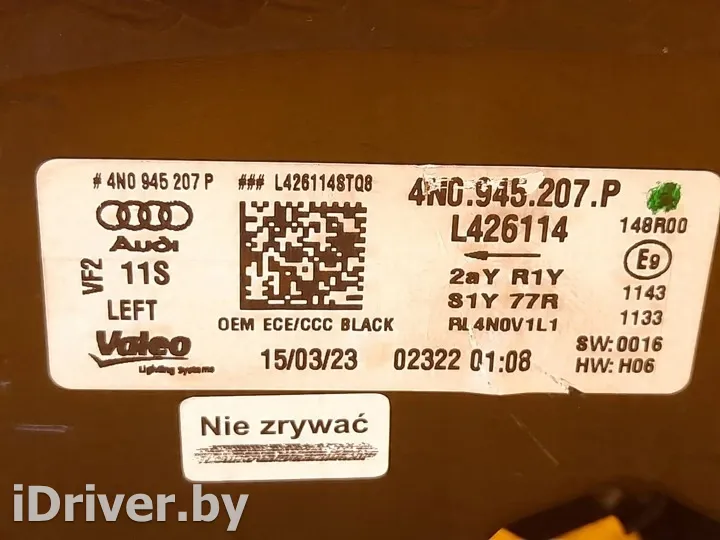 # 4N0 945 207 P
### L426114STQ8
4N0.945.207.P
Audi
L426114
148R00
VF2
11S
E9
2aY R1Y
LEFT
S1Y 77R
1143
OEM ECE/CCC BLACK
RL4N0V1L1
1133
Valeo
Lighting Systems
15/03/23
02322 01:08
SW:0016
HW:H06
Nie zrywać
iDriver.by